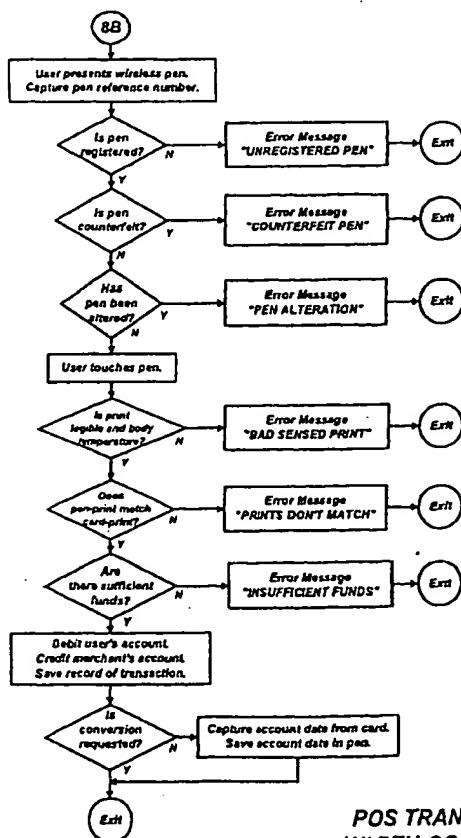 8B
User presents wireless pen.
Capture pen reference number.
Is pen
registered?
N
Y
Error Message
"UNREGISTERED PEN"
Exit
Is pen
counterfeit?
Y
N
Error Message
"COUNTERFEIT PEN"
Exit
Has
pen been
altered?
Y
N
Error Message
"PEN ALTERATION"
Exit
User touches pen.
Is print
legible and body
temperature?
N
Y
Error Message
"BAD SENSED PRINT"
Exit
Does
pen-print match
card-print?
N
Y
Error Message
"PRINTS DON'T MATCH"
Exit
Are
there sufficient
funds?
N
Y
Error Message
"INSUFFICIENT FUNDS"
Exit
Debit user's account.
Credit merchant's account.
Save record of transaction.
Is
conversion
requested?
N
Y
Capture account date from card.
Save account date in pen.
Exit
POS TRAN